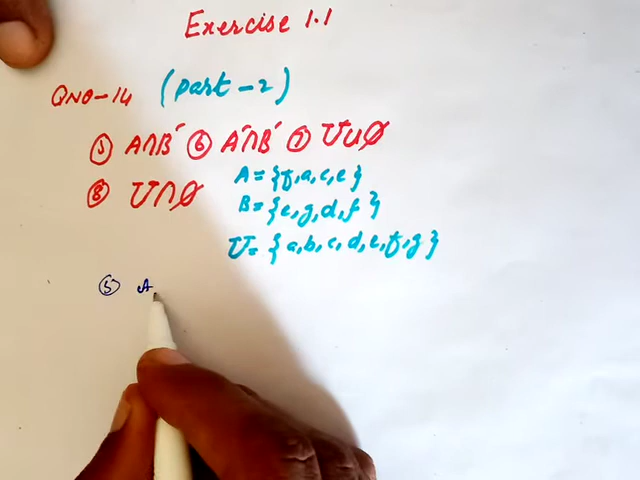 Exercise 1.1
QNO-14 (Part-2)
⑤ A∩B′ ⑥ A′∩B′ ⑦ U∪∅
⑧ U∩∅
A = {f,a,c,e}
B = {e,g,d,f}
U = {a,b,c,d,e,f,g}
⑤ A